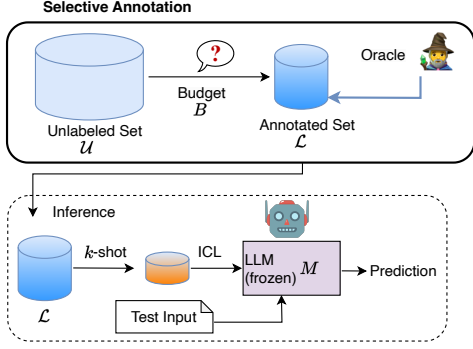 Selective Annotation
?
Oracle
Budget
B
Unlabeled Set
𝒰
Annotated Set
ℒ
Inference
k-shot
ICL
LLM
(frozen) M
Prediction
ℒ
Test Input